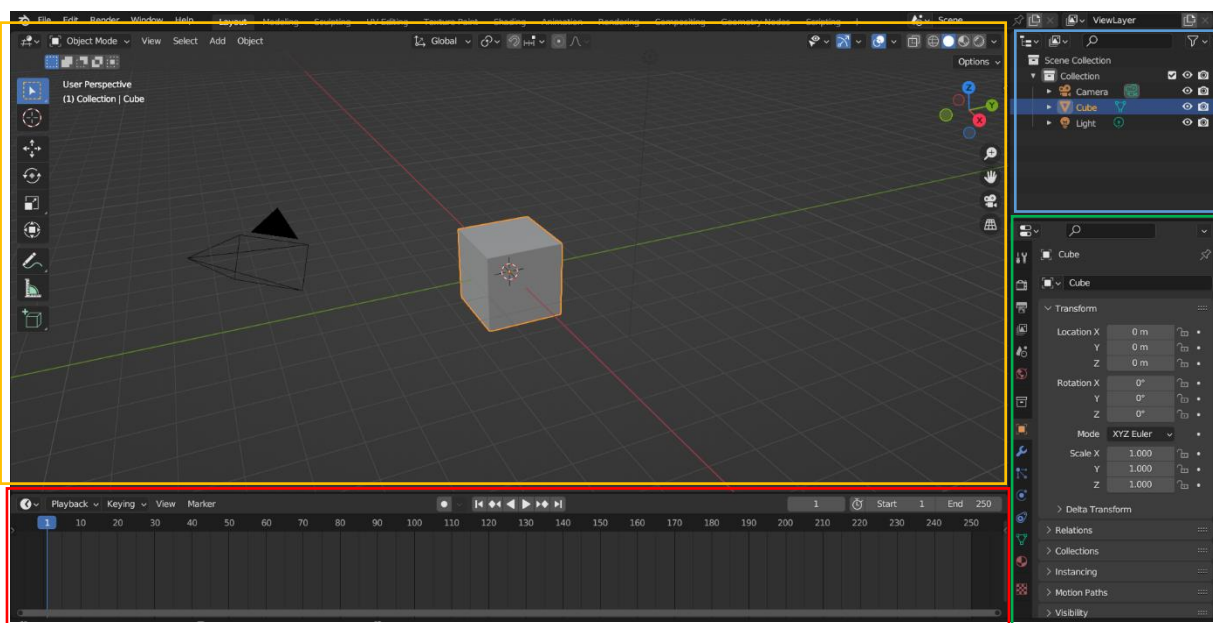 File Edit Render Window Help Layout Modeling Sculpting UV Editing Texture Paint Shading Animation Rendering Compositing Geometry Nodes Scripting + Scene ViewLayer
Object Mode View Select Add Object Global
Options
User Perspective
(1) Collection | Cube
Z
Y
X
Scene Collection
Collection
Camera
Cube
Light
Cube
Cube
Transform
Location X 0 m
Y 0 m
Z 0 m
Rotation X 0°
Y 0°
Z 0°
Mode XYZ Euler
Scale X 1.000
Y 1.000
Z 1.000
Delta Transform
Relations
Collections
Instancing
Motion Paths
Visibility
Playback Keying View Marker 1 Start 1 End 250
1 10 20 30 40 50 60 70 80 90 100 110 120 130 140 150 160 170 180 190 200 210 220 230 240 250